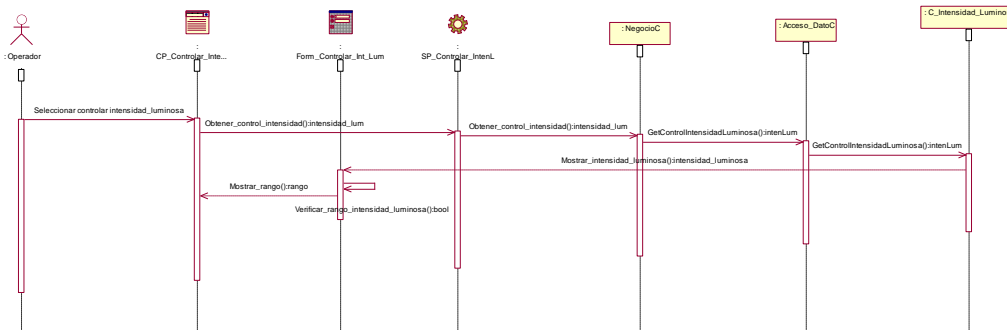 : Operador
:
CP_Controlar_Inte...
:
Form_Controlar_Int_Lum
:
SP_Controlar_IntenL
: NegocioC
: Acceso_DatoC
: C_Intensidad_Lumino
Seleccionar controlar intensidad_luminosa
Obtener_control_intensidad():intensidad_lum
Obtener_control_intensidad():intensidad_lum
GetControlIntensidadLuminosa():intenLum
GetControlIntensidadLuminosa():intenLum
Mostrar_intensidad_luminosa():intensidad_luminosa
Mostrar_rango():rango
Verificar_rango_intensidad_luminosa():bool